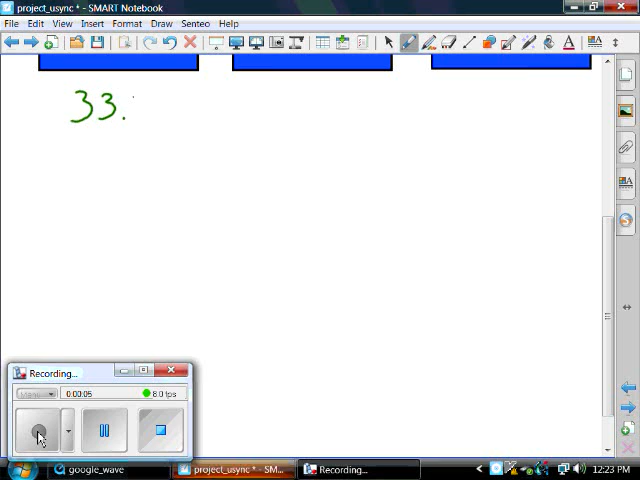 project_usync * - SMART Notebook
File Edit View Insert Format Draw Senteo Help
33.
Recording...
Menu 0:00:05 8.0 fps
google_wave project_usync * - ... Recording... 12:23 PM